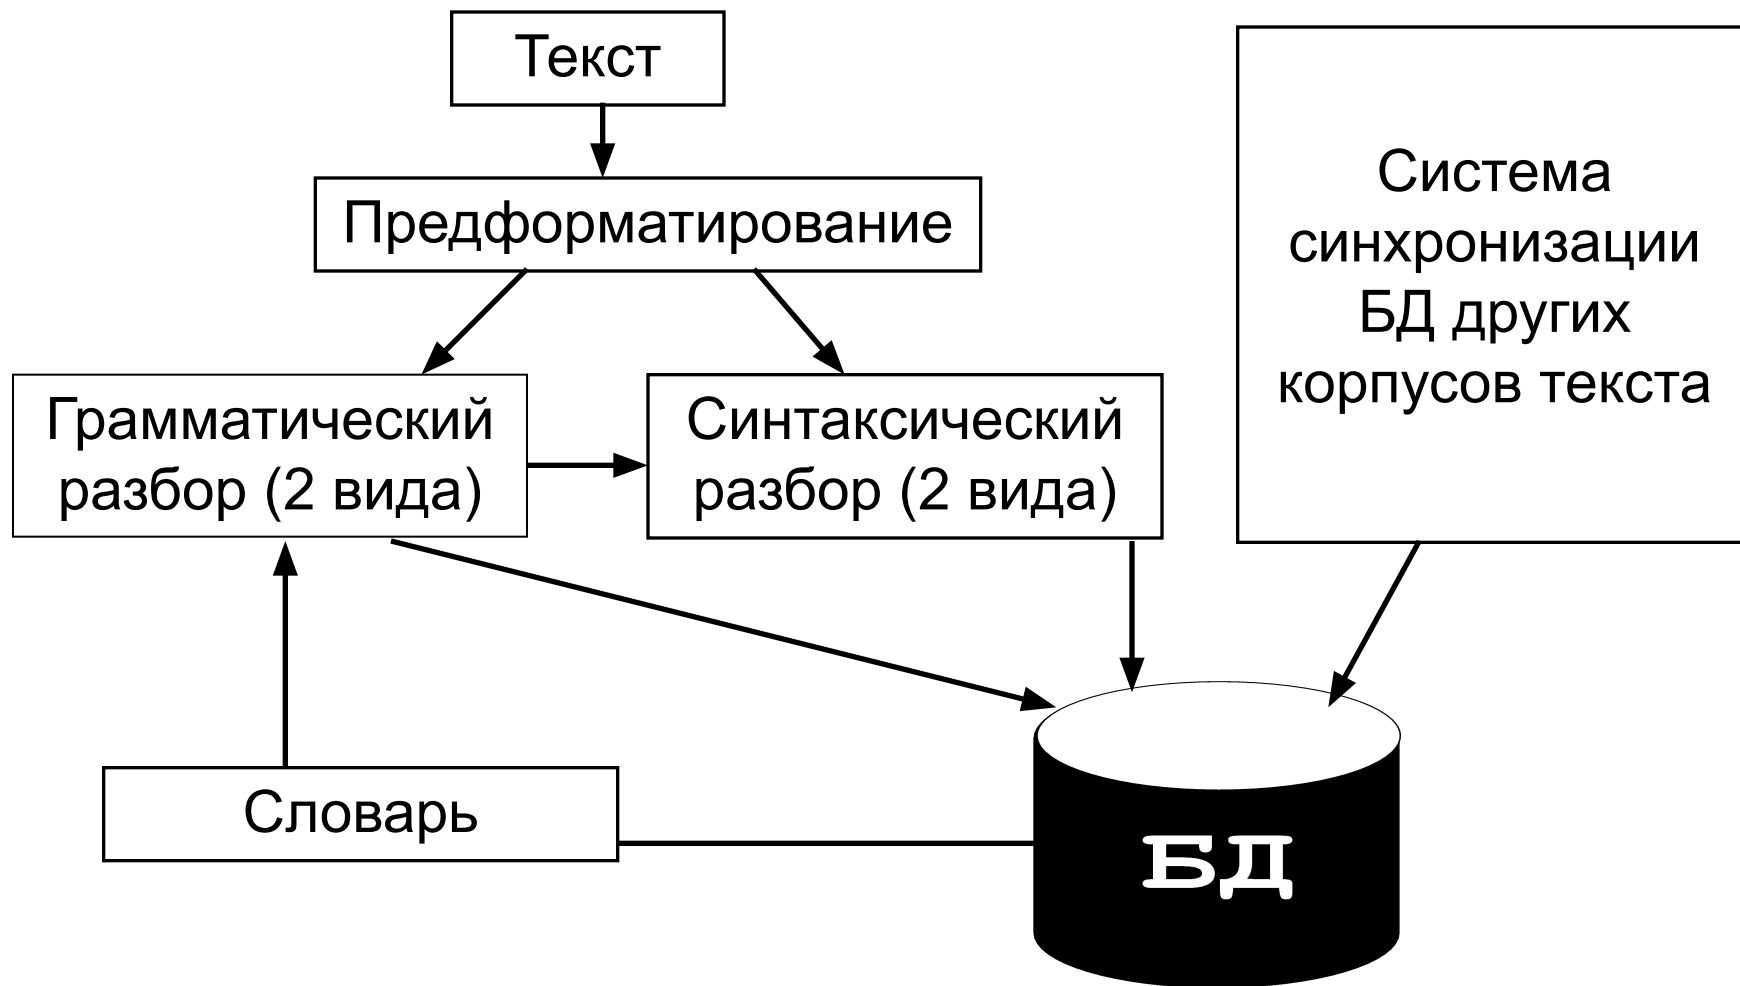 Текст
Предформатирование
Грамматический
разбор (2 вида)
Синтаксический
разбор (2 вида)
Система
синхронизации
БД других
корпусов текста
Словарь
БД